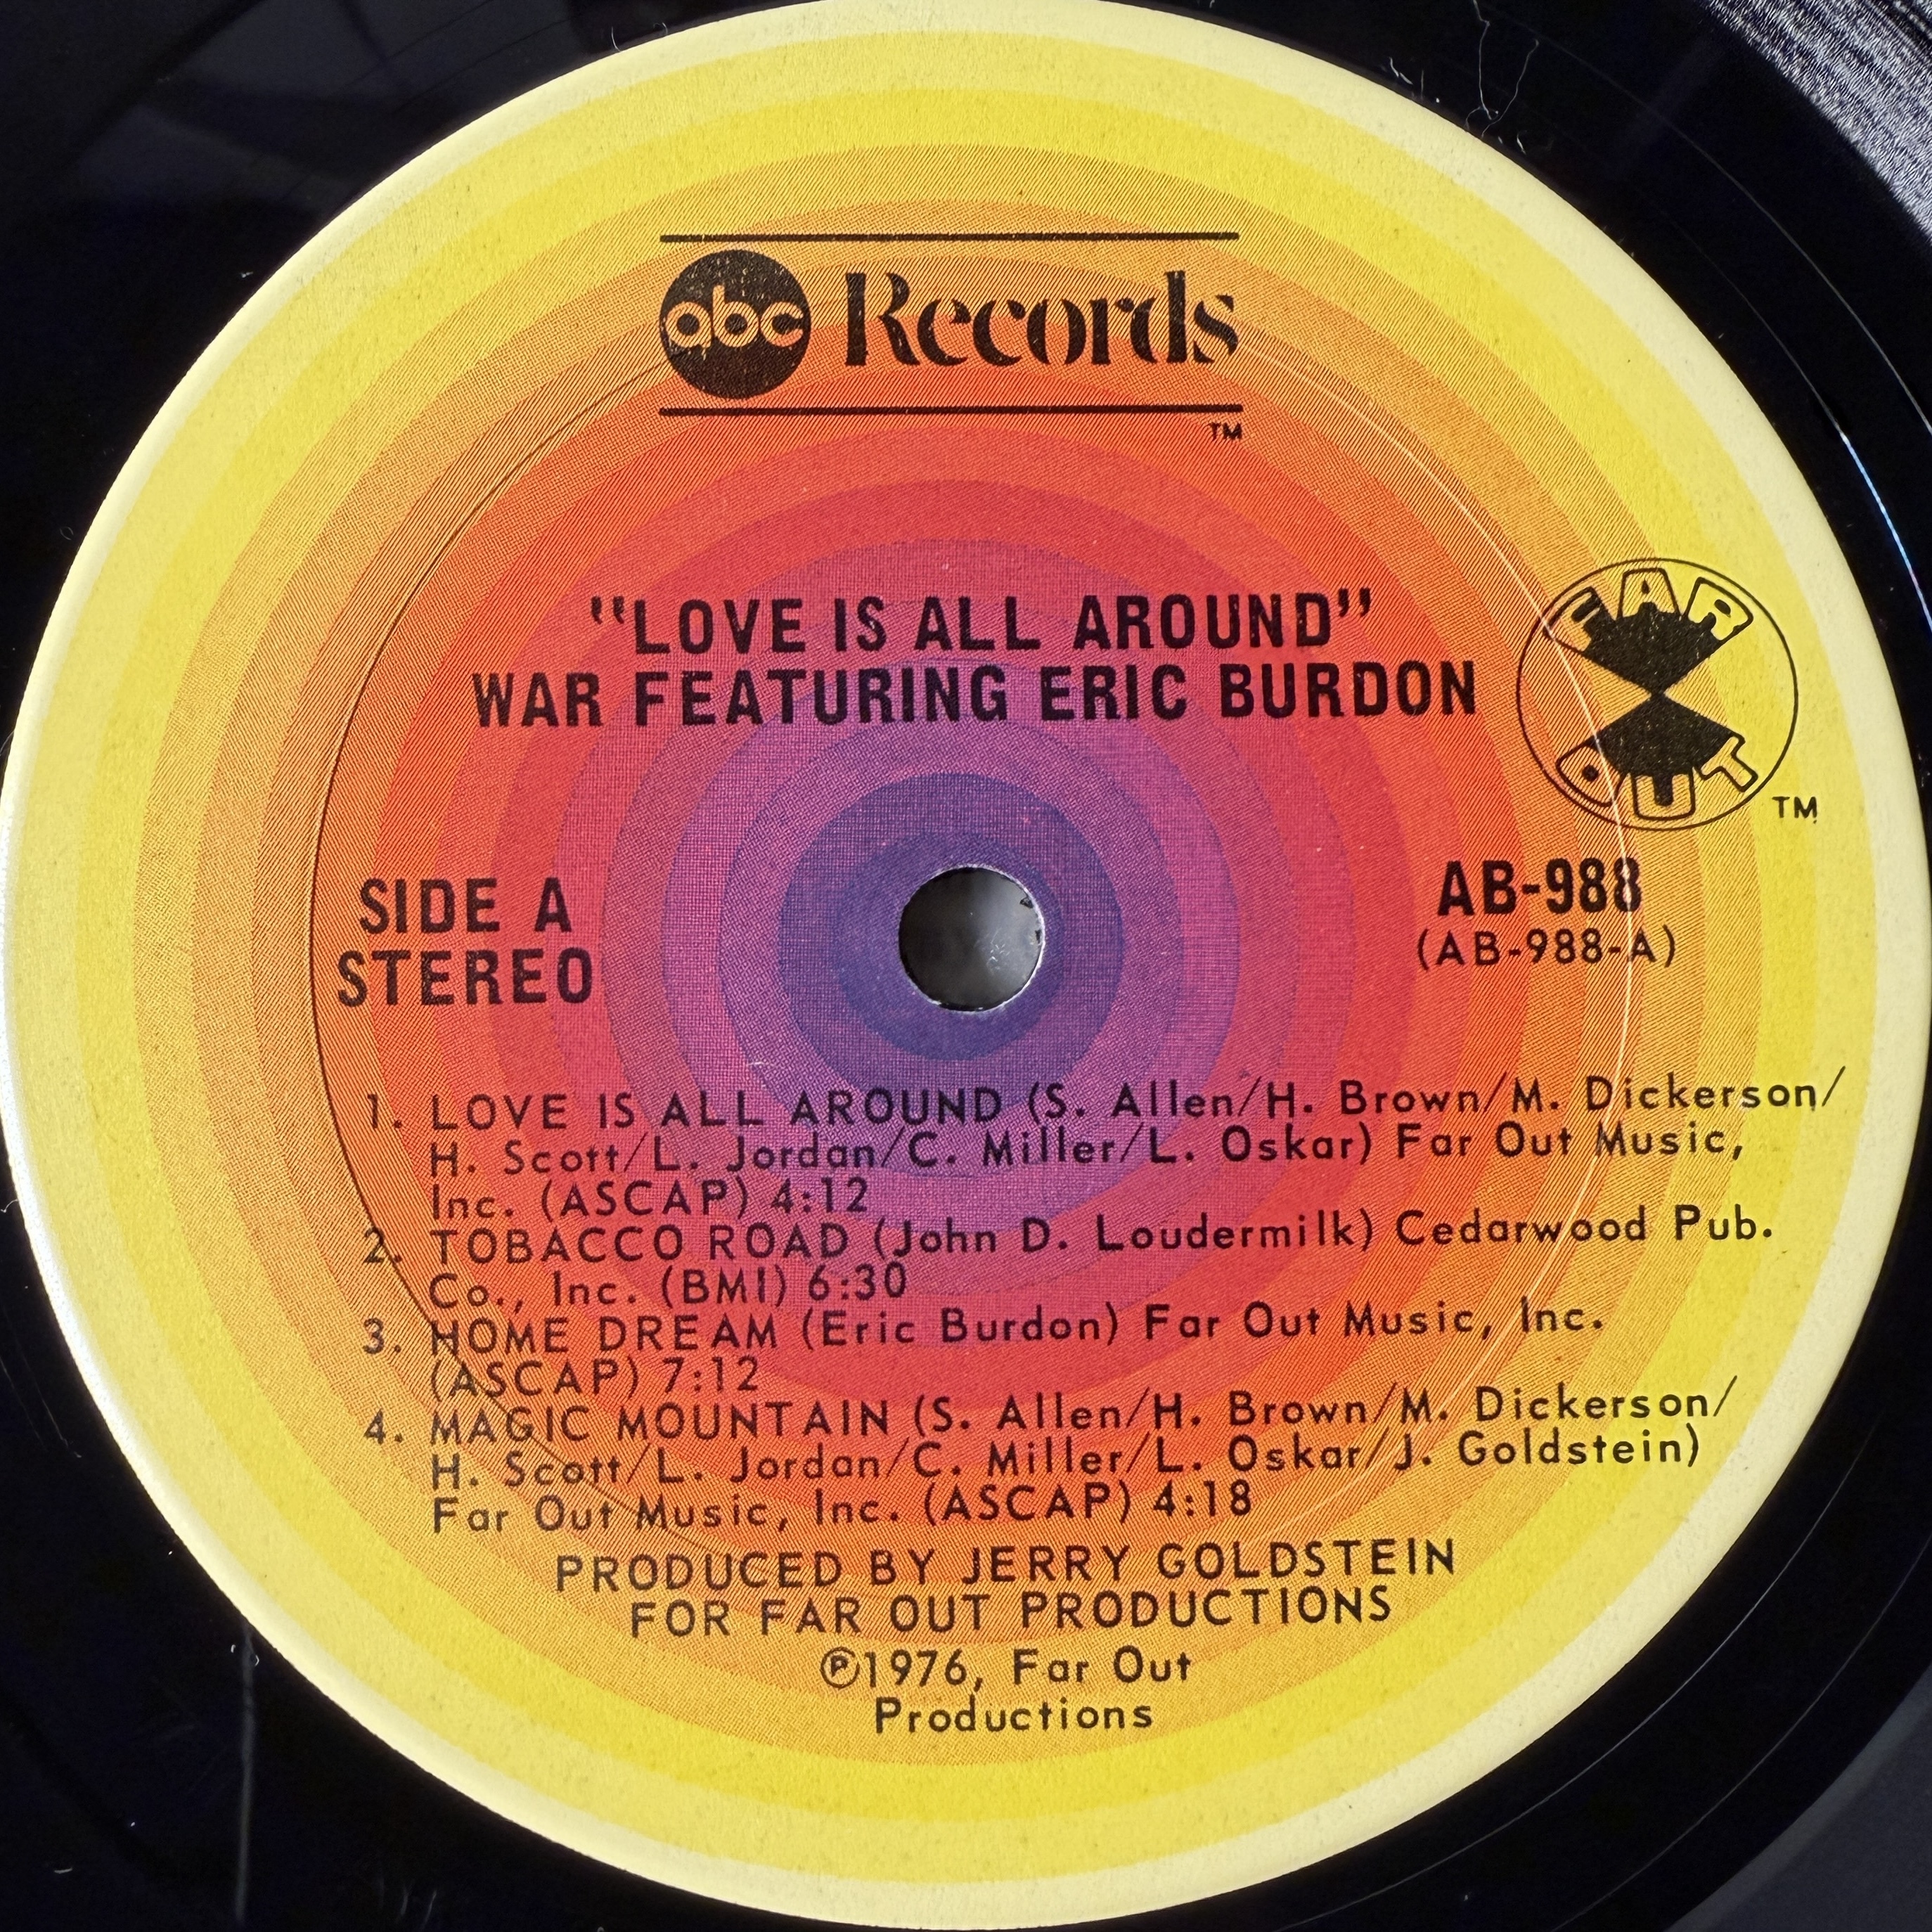 abc Records
TM
"LOVE IS ALL AROUND"
WAR FEATURING ERIC BURDON
FAR
OUT
TM
SIDE A
STEREO
AB-988
(AB-988-A)
1. LOVE IS ALL AROUND (S. Allen/H. Brown/M. Dickerson/
H. Scott/L. Jordan/C. Miller/L. Oskar) Far Out Music,
Inc. (ASCAP) 4:12
2. TOBACCO ROAD (John D. Loudermilk) Cedarwood Pub.
Co., Inc. (BMI) 6:30
3. HOME DREAM (Eric Burdon) Far Out Music, Inc.
(ASCAP) 7:12
4. MAGIC MOUNTAIN (S. Allen/H. Brown/M. Dickerson/
H. Scott/L. Jordan/C. Miller/L. Oskar/J. Goldstein)
Far Out Music, Inc. (ASCAP) 4:18
PRODUCED BY JERRY GOLDSTEIN
FOR FAR OUT PRODUCTIONS
℗1976, Far Out
Productions